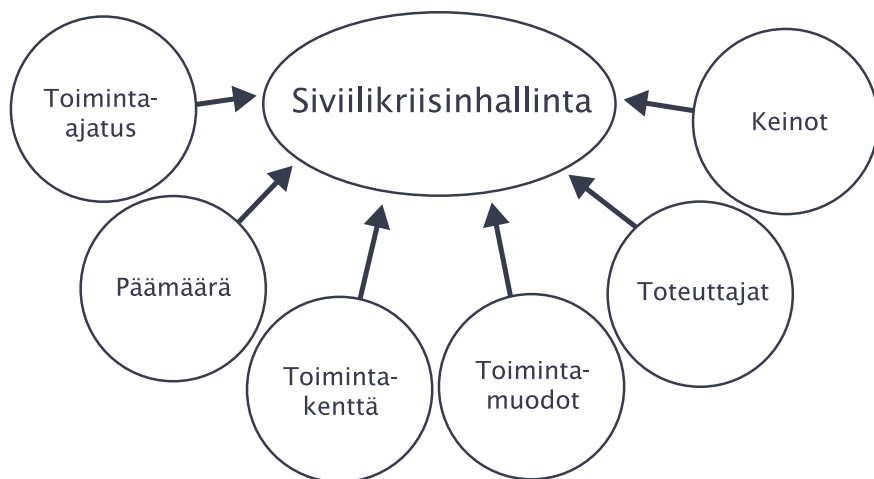 Siviilikriisinhallinta
Toiminta-
ajatus
Päämäärä
Toiminta-
kenttä
Toiminta-
muodot
Toteuttajat
Keinot